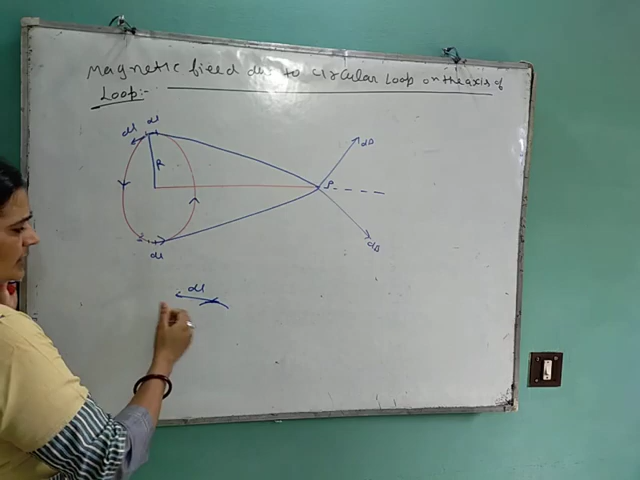 Magnetic field due to circular Loop on the axis of
Loop:-
dl dl
dB
R
P
dl
dB
dl